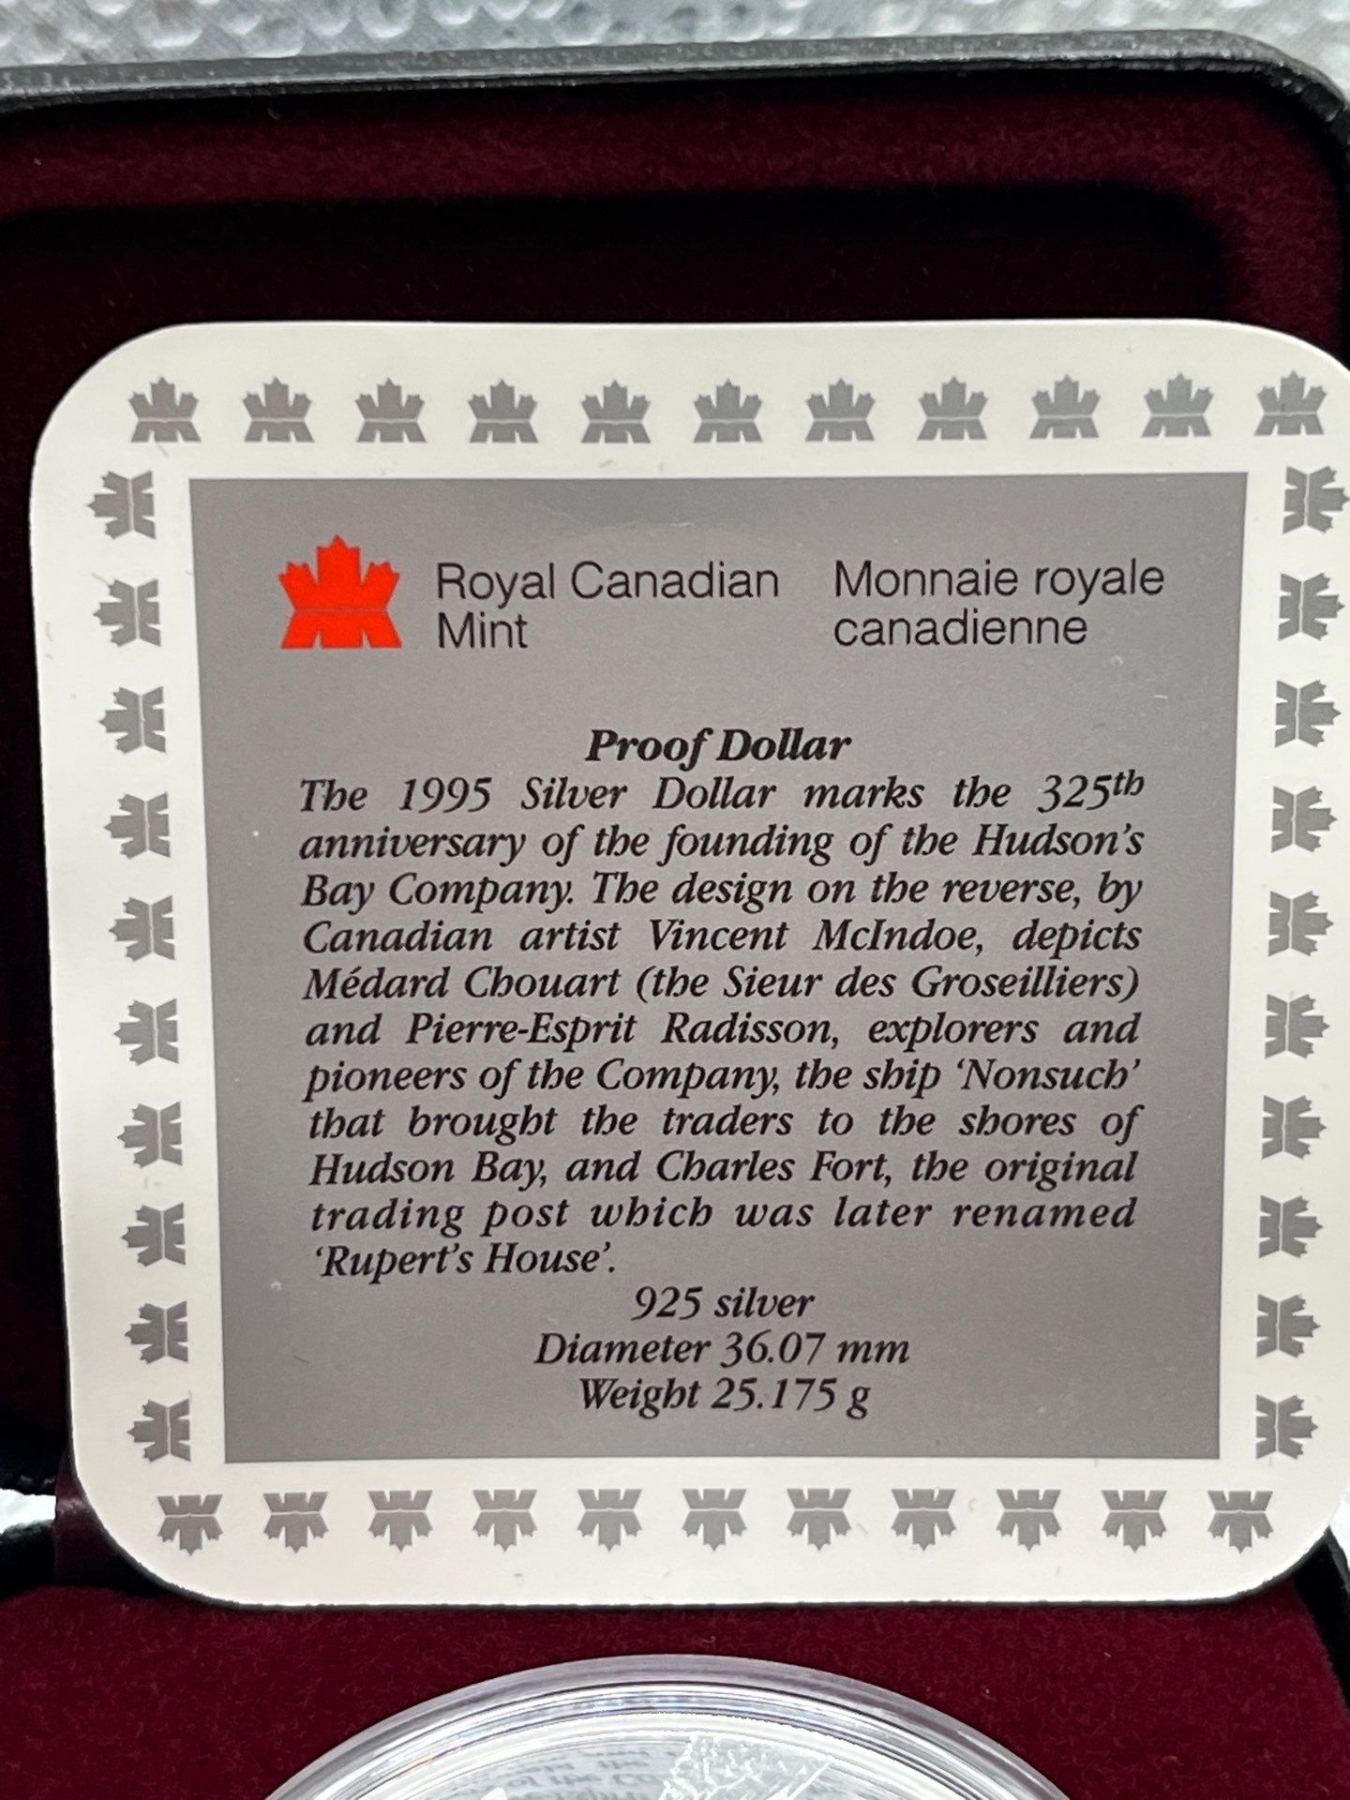 Royal Canadian Mint
Monnaie royale canadienne
Proof Dollar
The 1995 Silver Dollar marks the 325th
anniversary of the founding of the Hudson's
Bay Company. The design on the reverse, by
Canadian artist Vincent McIndoe, depicts
Médard Chouart (the Sieur des Groseilliers)
and Pierre-Esprit Radisson, explorers and
pioneers of the Company, the ship 'Nonsuch'
that brought the traders to the shores of
Hudson Bay, and Charles Fort, the original
trading post which was later renamed
'Rupert's House'.
925 silver
Diameter 36.07 mm
Weight 25.175 g